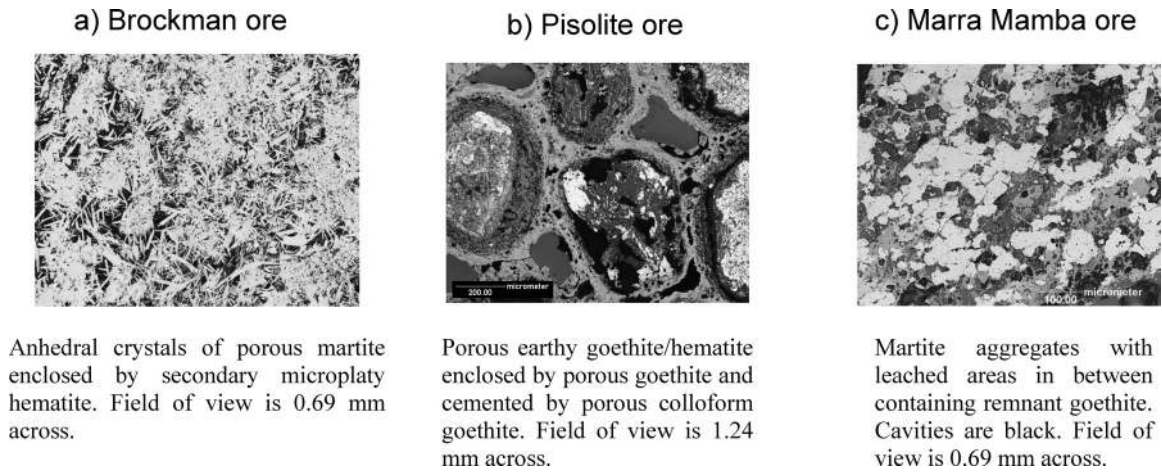 a) Brockman ore
b) Pisolite ore
c) Marra Mamba ore
200.00 micrometer
micrometer
100.00
Anhedral crystals of porous martite
enclosed by secondary microplaty
hematite. Field of view is 0.69 mm
across.
Porous earthy goethite/hematite
enclosed by porous goethite and
cemented by porous colloform
goethite. Field of view is 1.24
mm across.
Martite aggregates with
leached areas in between
containing remnant goethite.
Cavities are black. Field of
view is 0.69 mm across.